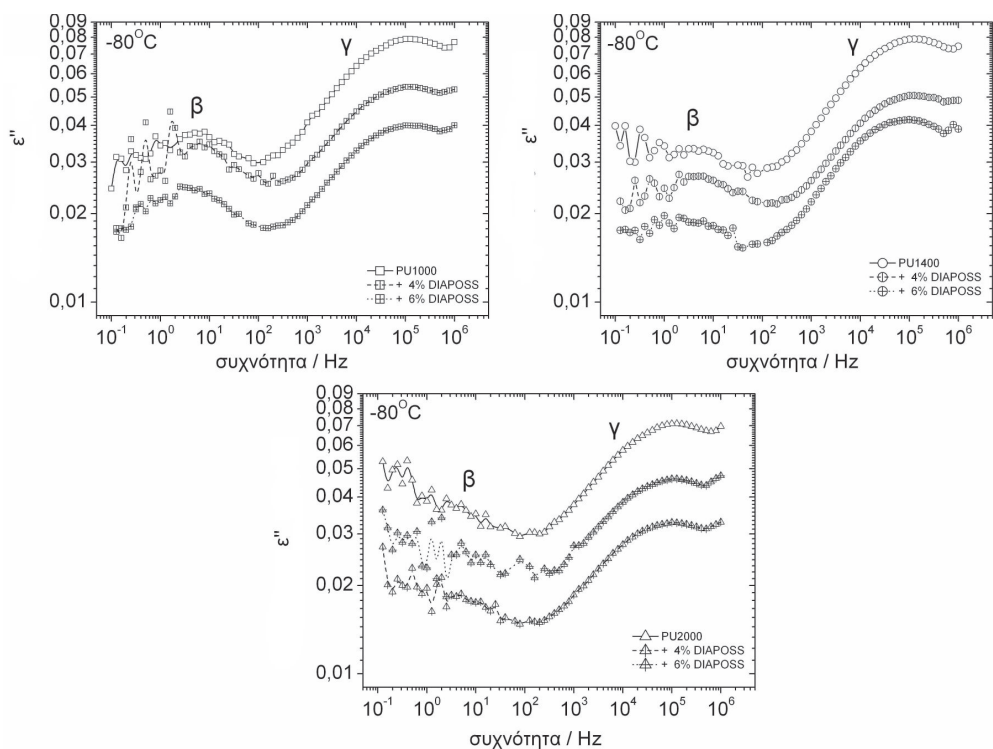 0,09
0,08
0,07
0,06
0,05
0,04
0,03
0,02
0,01
-80°C
γ
β
ε''
PU1000
+ 4% DIAPOSS
+ 6% DIAPOSS
10⁻¹ 10⁰ 10¹ 10² 10³ 10⁴ 10⁵ 10⁶
συχνότητα / Hz
0,09
0,08
0,07
0,06
0,05
0,04
0,03
0,02
0,01
-80°C
γ
β
ε''
PU1400
+ 4% DIAPOSS
+ 6% DIAPOSS
10⁻¹ 10⁰ 10¹ 10² 10³ 10⁴ 10⁵ 10⁶
συχνότητα / Hz
0,09
0,08
0,07
0,06
0,05
0,04
0,03
0,02
0,01
-80°C
γ
β
ε''
PU2000
+ 4% DIAPOSS
+ 6% DIAPOSS
10⁻¹ 10⁰ 10¹ 10² 10³ 10⁴ 10⁵ 10⁶
συχνότητα / Hz